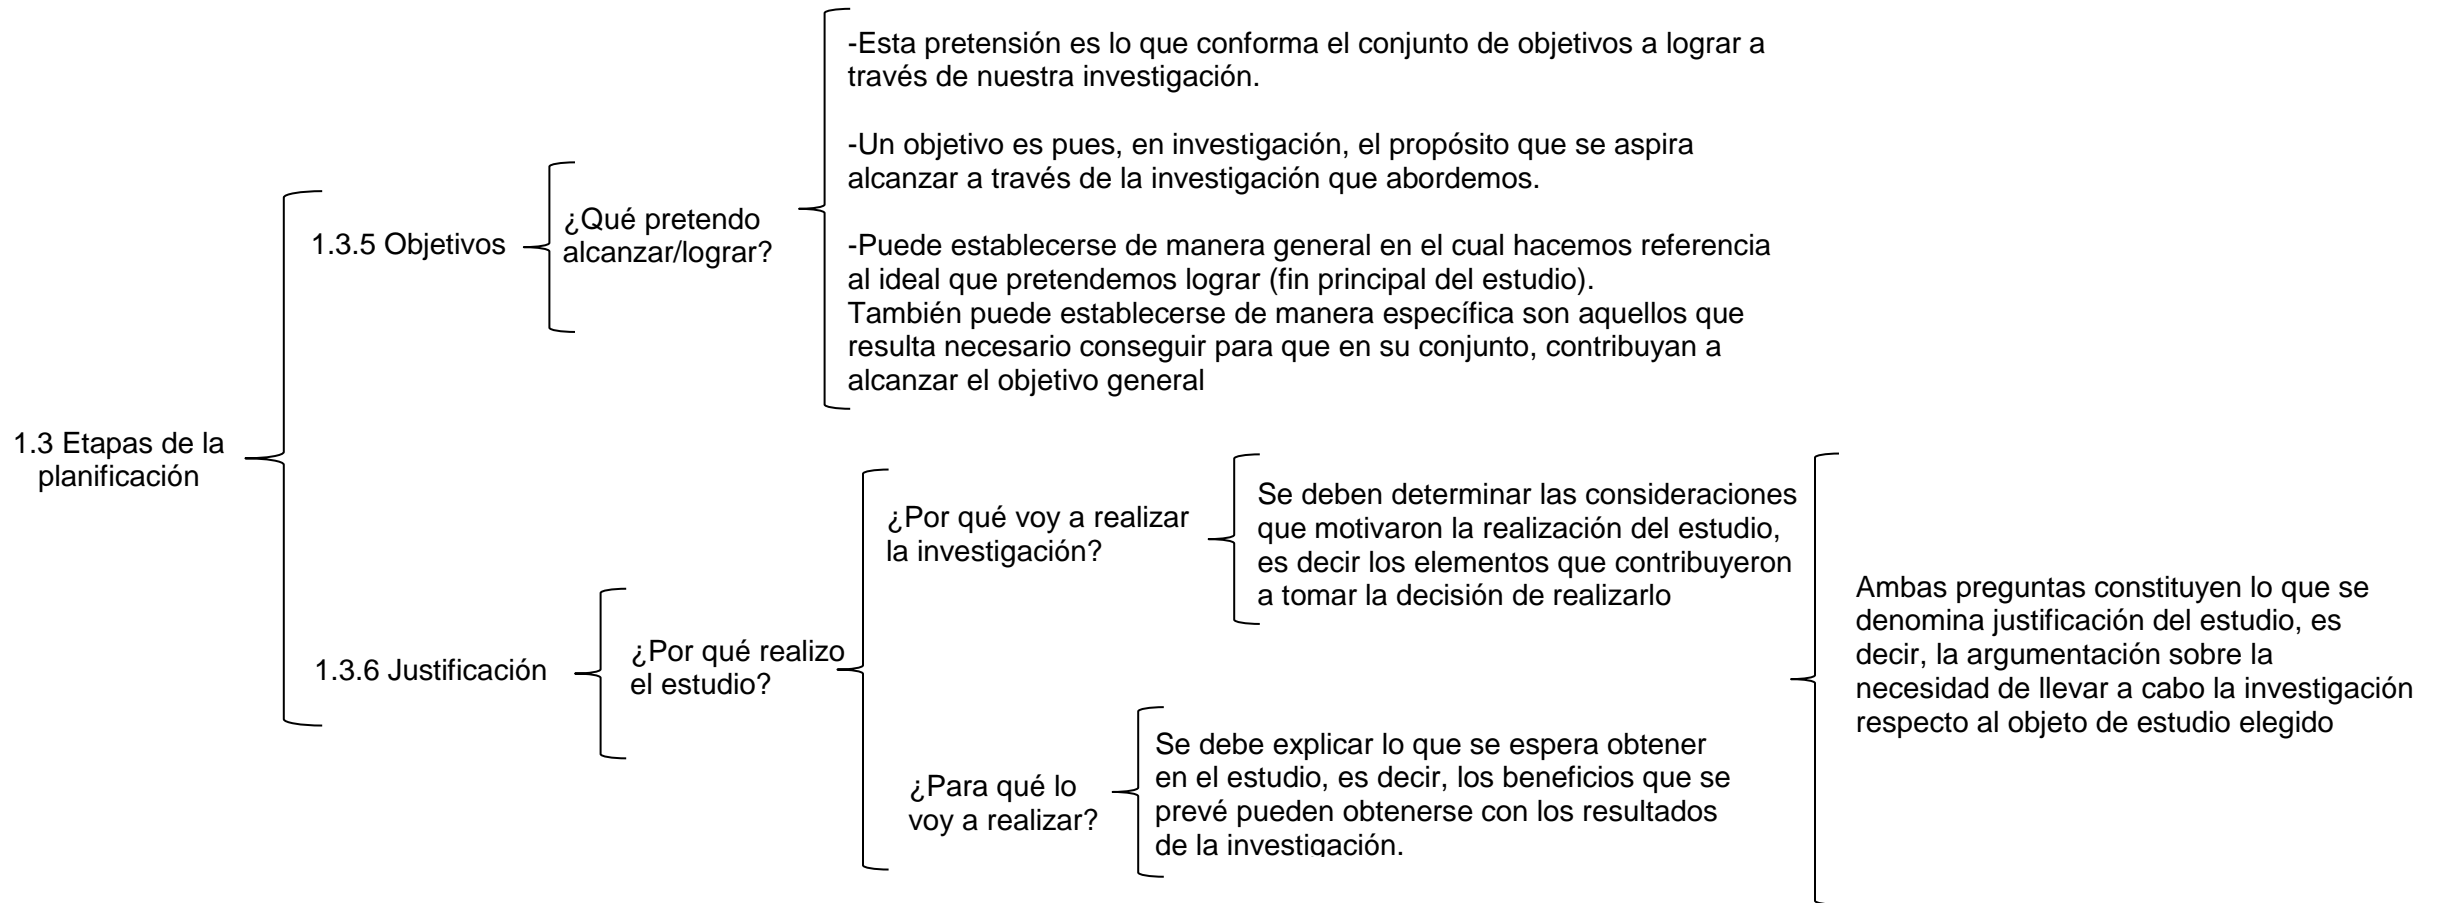 1.3 Etapas de la
planificación
1.3.5 Objetivos
¿Qué pretendo
alcanzar/lograr?
-Esta pretensión es lo que conforma el conjunto de objetivos a lograr a
través de nuestra investigación.
-Un objetivo es pues, en investigación, el propósito que se aspira
alcanzar a través de la investigación que abordemos.
-Puede establecerse de manera general en el cual hacemos referencia
al ideal que pretendemos lograr (fin principal del estudio).
También puede establecerse de manera específica son aquellos que
resulta necesario conseguir para que en su conjunto, contribuyan a
alcanzar el objetivo general
1.3.6 Justificación
¿Por qué realizo
el estudio?
¿Por qué voy a realizar
la investigación?
Se deben determinar las consideraciones
que motivaron la realización del estudio,
es decir los elementos que contribuyeron
a tomar la decisión de realizarlo
¿Para qué lo
voy a realizar?
Se debe explicar lo que se espera obtener
en el estudio, es decir, los beneficios que se
prevé pueden obtenerse con los resultados
de la investigación.
Ambas preguntas constituyen lo que se
denomina justificación del estudio, es
decir, la argumentación sobre la
necesidad de llevar a cabo la investigación
respecto al objeto de estudio elegido